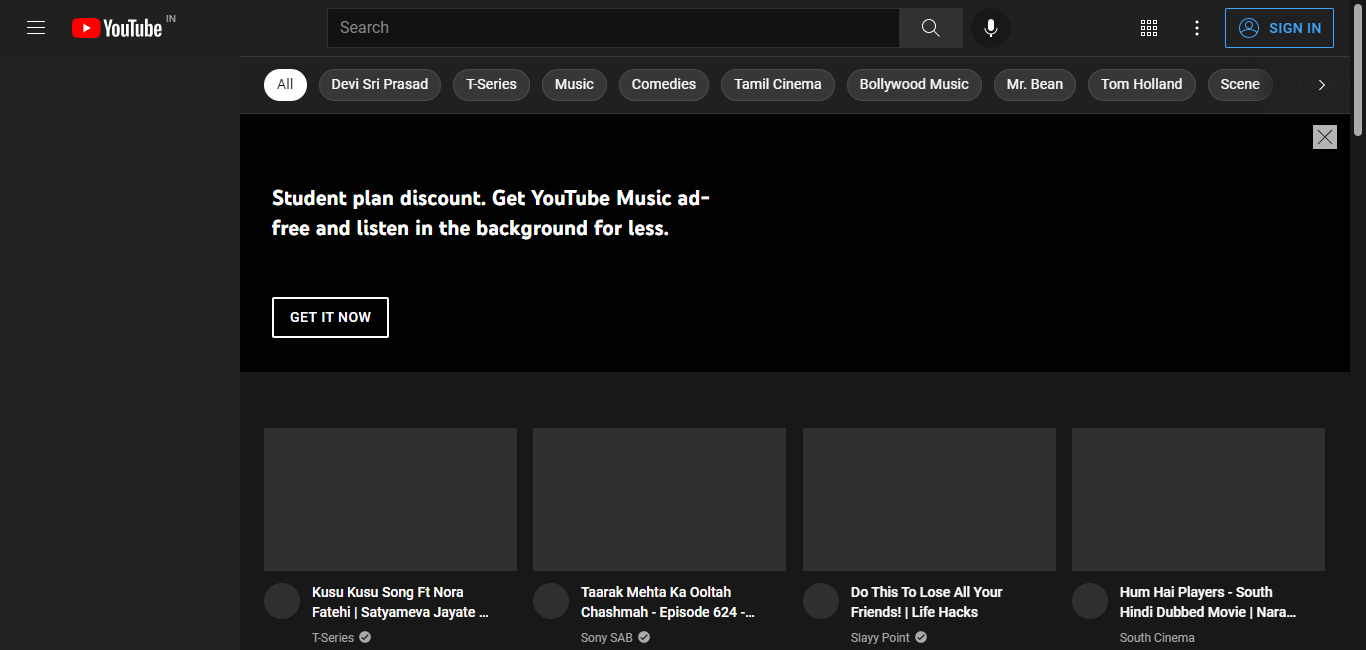 YouTube IN
Search
SIGN IN
All
Devi Sri Prasad
T-Series
Music
Comedies
Tamil Cinema
Bollywood Music
Mr. Bean
Tom Holland
Scene
Student plan discount. Get YouTube Music ad-
free and listen in the background for less.
GET IT NOW
Kusu Kusu Song Ft Nora
Fatehi | Satyameva Jayate ...
T-Series
Taarak Mehta Ka Ooltah
Chashmah - Episode 624 -...
Sony SAB
Do This To Lose All Your
Friends! | Life Hacks
Slayy Point
Hum Hai Players - South
Hindi Dubbed Movie | Nara...
South Cinema